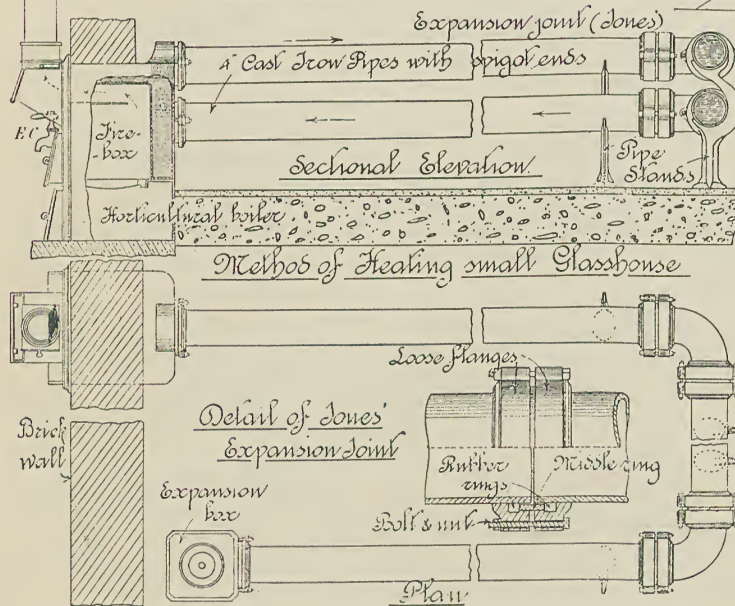 Expansion joint (Jones')
4" Cast Iron Pipes with spigot ends
E.C.
Fire-
box
Sectional Elevation.
Pipe
Stands
Horticultural boiler
Method of Heating small Glasshouse
Loose flanges
Detail of Jones'
Expansion Joint
Brick
wall
Rubber
rings
Middle ring
Expansion
box
Bolt & nut
Plan